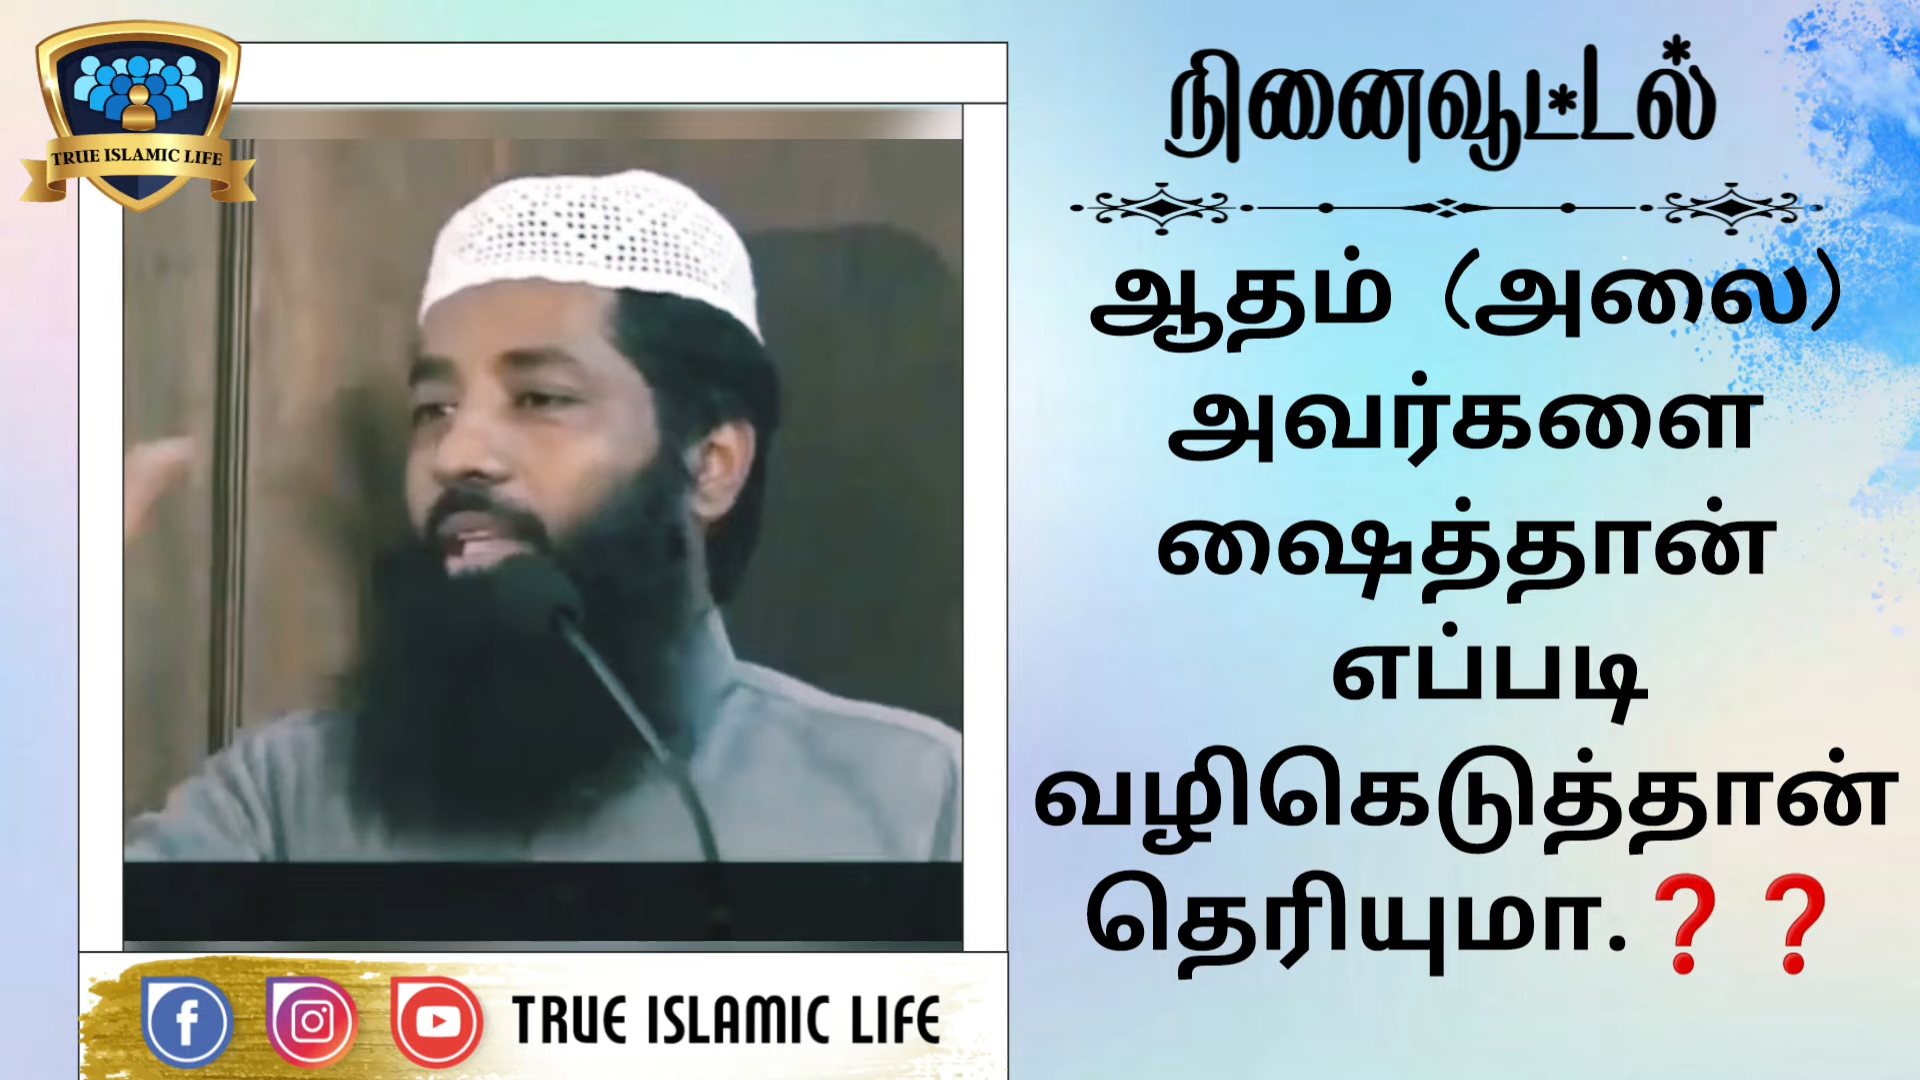 TRUE ISLAMIC LIFE
நினைவூட்டல்
ஆதம் (அலை)
அவர்களை
ஷைத்தான்
எப்படி
வழிகெடுத்தான்
தெரியுமா.❓❓
TRUE ISLAMIC LIFE